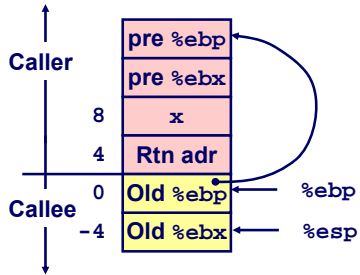 pre %ebp
Caller
pre %ebx
8 x
4 Rtn adr
0 Old %ebp %ebp
Callee
-4 Old %ebx %esp